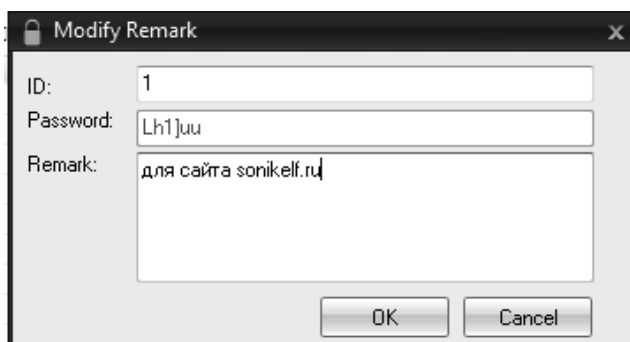 Modify Remark
x
ID:
1
Password:
Lh1]uu
Remark:
для сайта sonikelf.ru
OK
Cancel